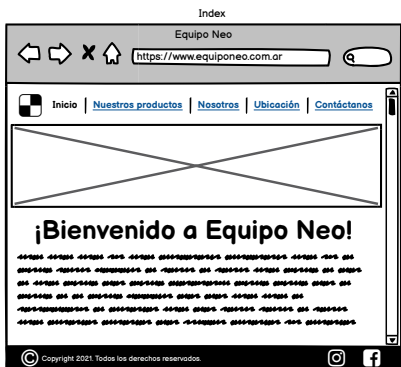 Index
Equipo Neo
https://www.equiponeo.com.ar
Inicio | Nuestros productos | Nosotros | Ubicación | Contáctanos
¡Bienvenido a Equipo Neo!
© Copyright 2021. Todos los derechos reservados.